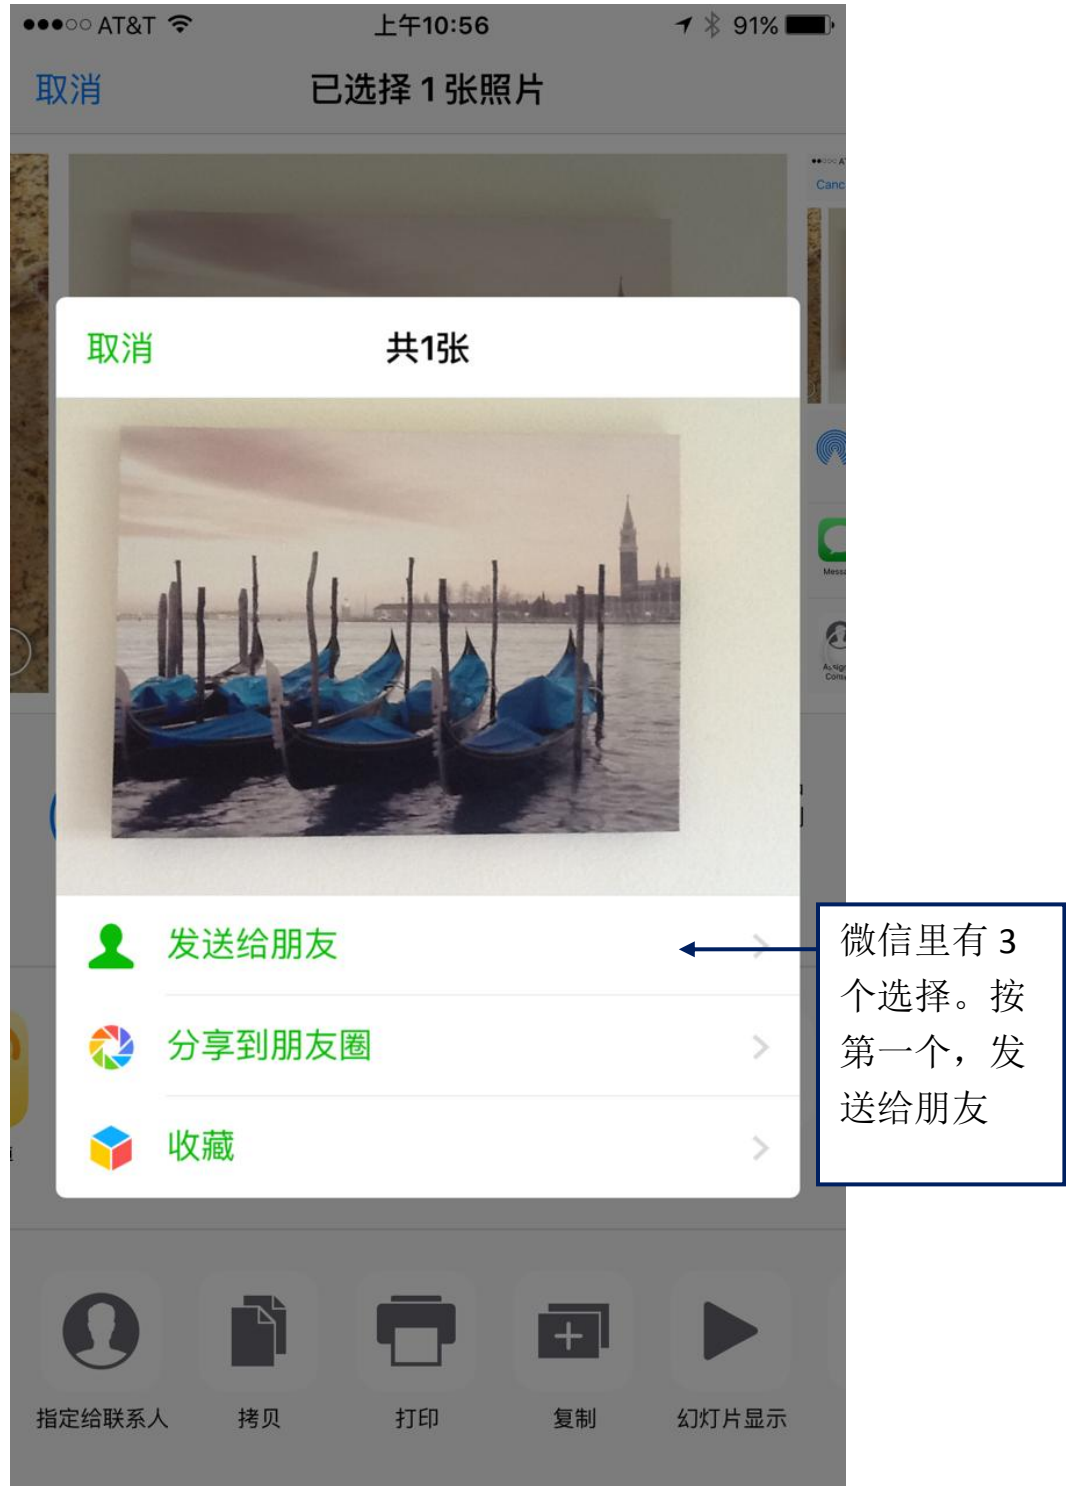 AT&T 上午10:56 91%
取消 已选择 1 张照片
Canc
取消 共1张
Messa
发送给朋友
分享到朋友圈
收藏
微信里有 3
个选择。按
第一个，发
送给朋友
指定给联系人 拷贝 打印 复制 幻灯片显示